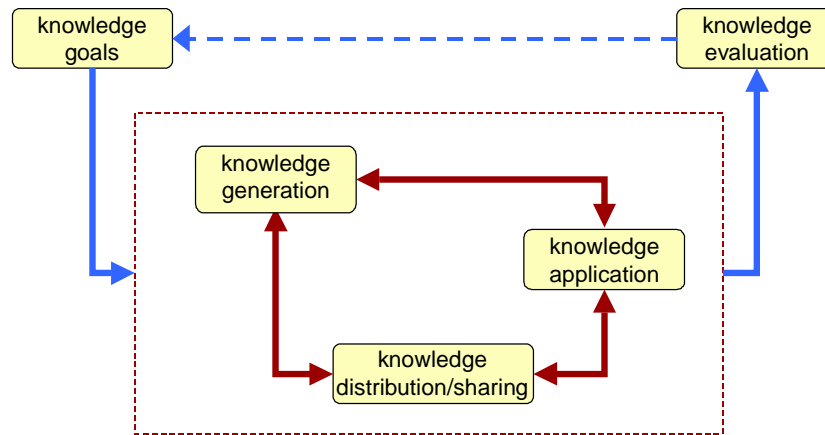 knowledge
goals
knowledge
evaluation
knowledge
generation
knowledge
application
knowledge
distribution/sharing